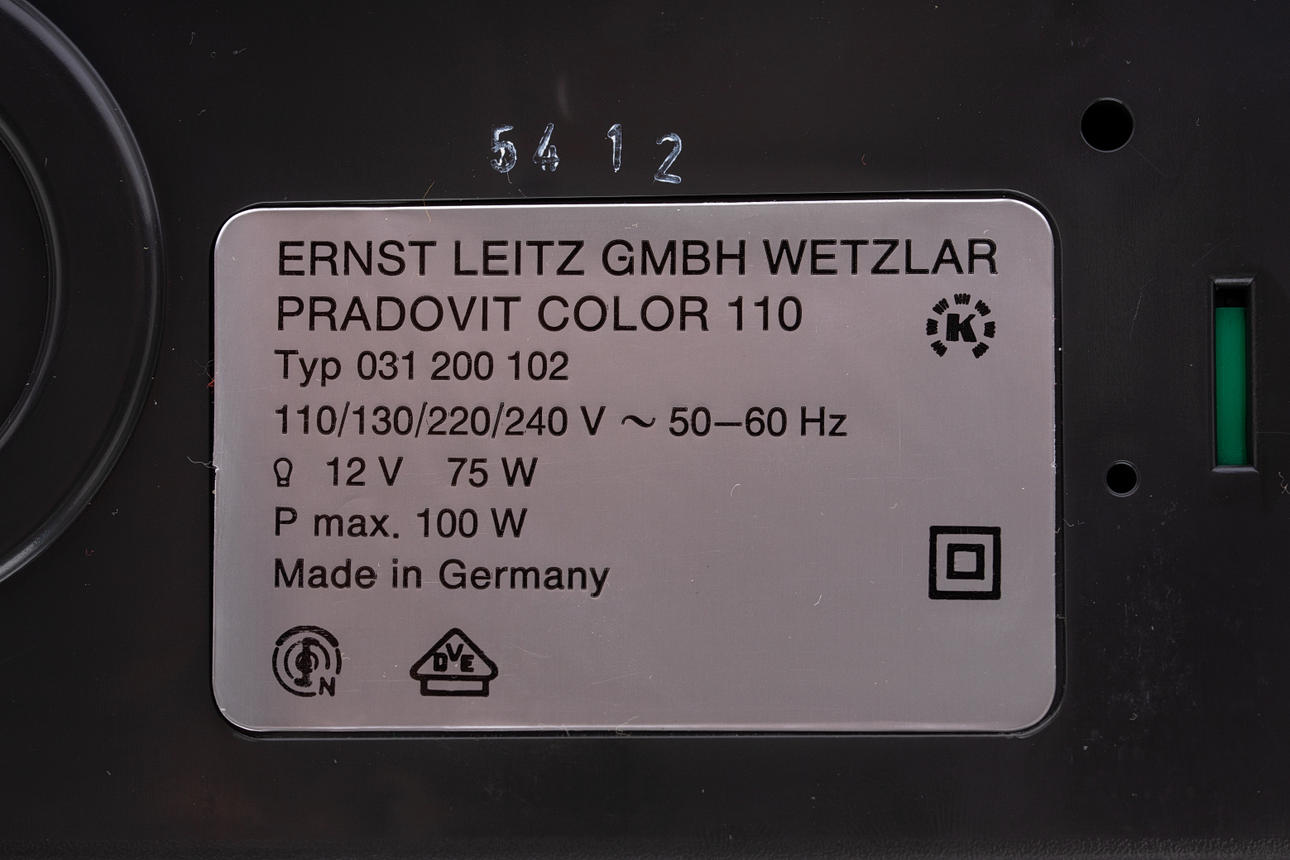 5412
ERNST LEITZ GMBH WETZLAR
PRADOVIT COLOR 110
K
Typ 031 200 102
110/130/220/240 V ~ 50–60 Hz
12 V 75 W
P max. 100 W
Made in Germany
N
DVE